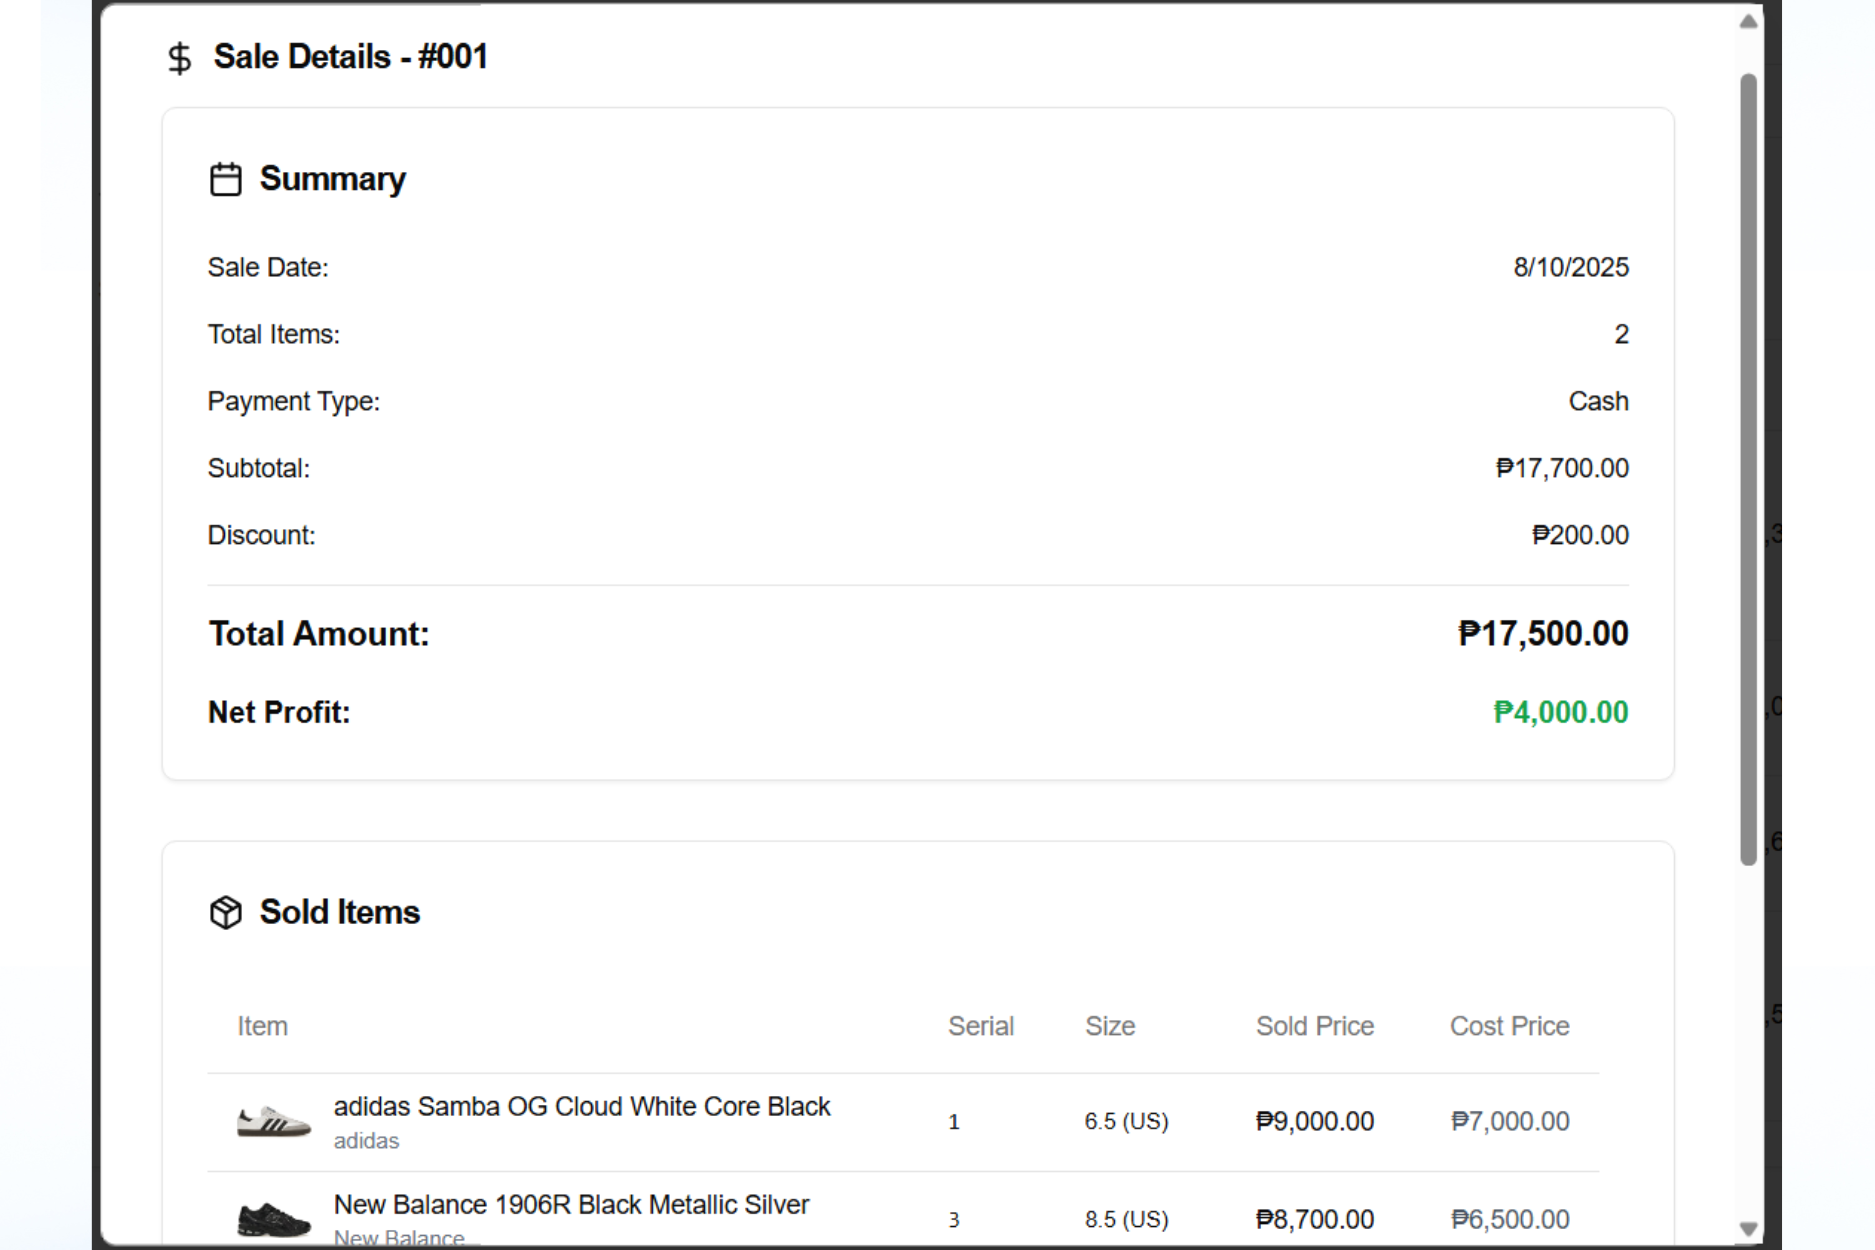 Sale Details - #001
Summary
Sale Date: 8/10/2025
Total Items: 2
Payment Type: Cash
Subtotal: ₱17,700.00
Discount: ₱200.00
Total Amount: ₱17,500.00
Net Profit: ₱4,000.00
Sold Items
Item Serial Size Sold Price Cost Price
adidas Samba OG Cloud White Core Black 1 6.5 (US) ₱9,000.00 ₱7,000.00
adidas
New Balance 1906R Black Metallic Silver 3 8.5 (US) ₱8,700.00 ₱6,500.00
New Balance